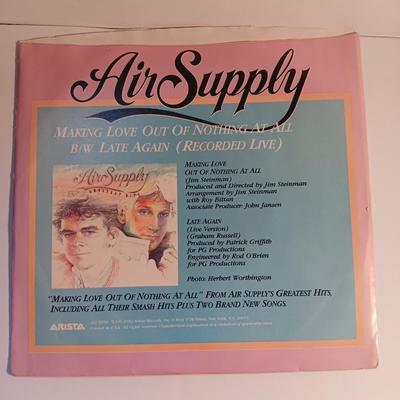 Air Supply
MAKING LOVE OUT OF NOTHING AT ALL
B/W LATE AGAIN (RECORDED LIVE)
Air Supply
GREATEST HITS
MAKING LOVE
OUT OF NOTHING AT ALL
(Jim Steinman)
Produced and Directed by Jim Steinman
Arrangement by Jim Steinman
with Roy Bittan
Associate Producer: John Jansen
LATE AGAIN
(Live Version)
(Graham Russell)
Produced by Patrick Griffith
for PG Productions
Engineered by Rod O'Brien
for PG Productions
Photo: Herbert Worthington
"MAKING LOVE OUT OF NOTHING AT ALL" FROM AIR SUPPLY'S GREATEST HITS,
INCLUDING ALL THEIR SMASH HITS PLUS TWO BRAND NEW SONGS.
ARISTA